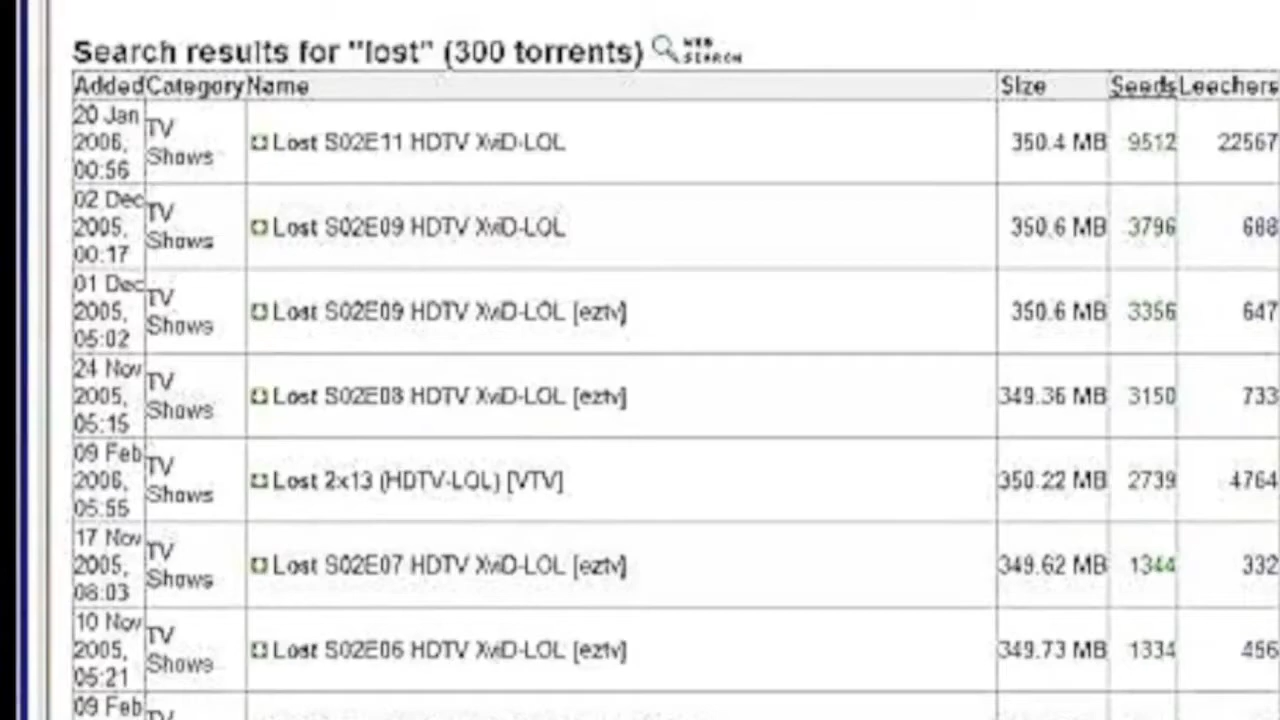 Search results for "lost" (300 torrents) WEB SEARCH
Added Category Name Size Seeds Leechers
20 Jan 2006, 00:56 TV Shows Lost S02E11 HDTV XviD-LOL 350.4 MB 9512 22567
02 Dec 2005, 00:17 TV Shows Lost S02E09 HDTV XviD-LOL 350.6 MB 3796 688
01 Dec 2005, 05:02 TV Shows Lost S02E09 HDTV XviD-LOL [eztv] 350.6 MB 3356 647
24 Nov 2005, 05:15 TV Shows Lost S02E08 HDTV XviD-LOL [eztv] 349.36 MB 3150 733
09 Feb 2006, 05:55 TV Shows Lost 2x13 (HDTV-LOL) [VTV] 350.22 MB 2739 4764
17 Nov 2005, 08:03 TV Shows Lost S02E07 HDTV XviD-LOL [eztv] 349.62 MB 1344 332
10 Nov 2005, 05:21 TV Shows Lost S02E06 HDTV XviD-LOL [eztv] 349.73 MB 1334 456
09 Feb TV